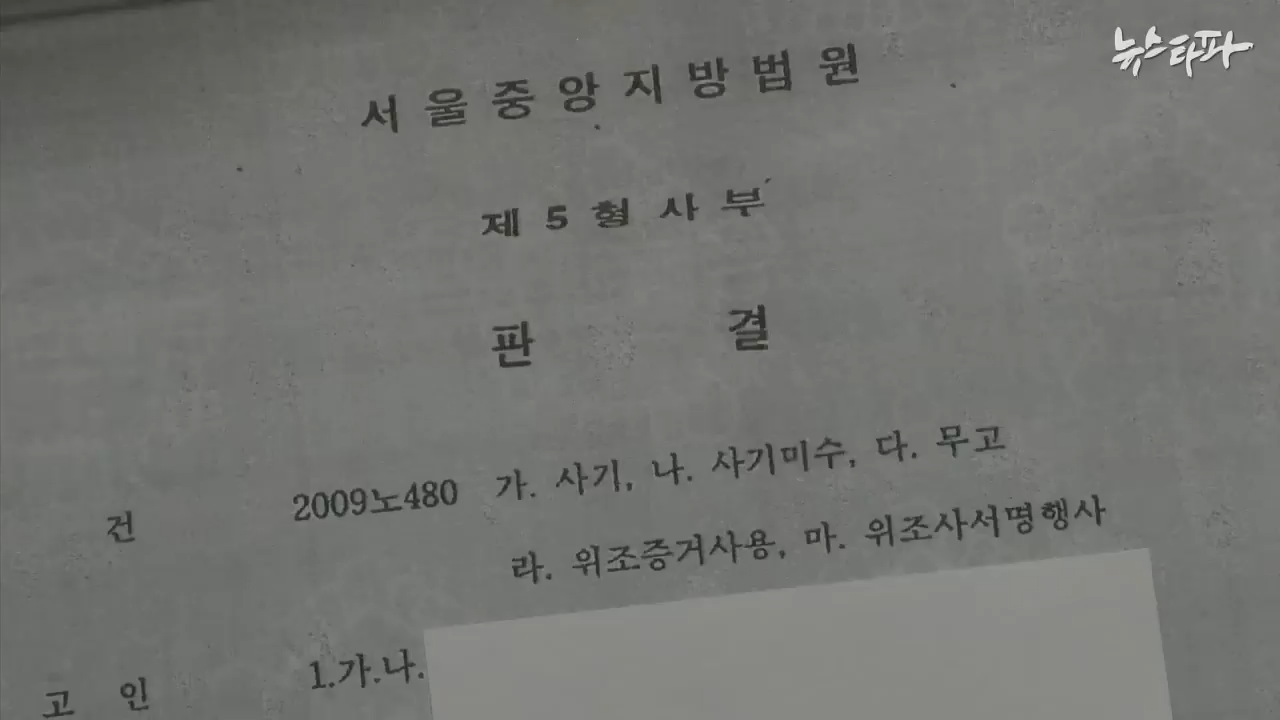 뉴스타파
서울중앙지방법원
제5형사부
판 결
건 2009노480 가. 사기, 나. 사기미수, 다. 무고
라. 위조증거사용, 마. 위조사서명행사
고 인 1.가.나.